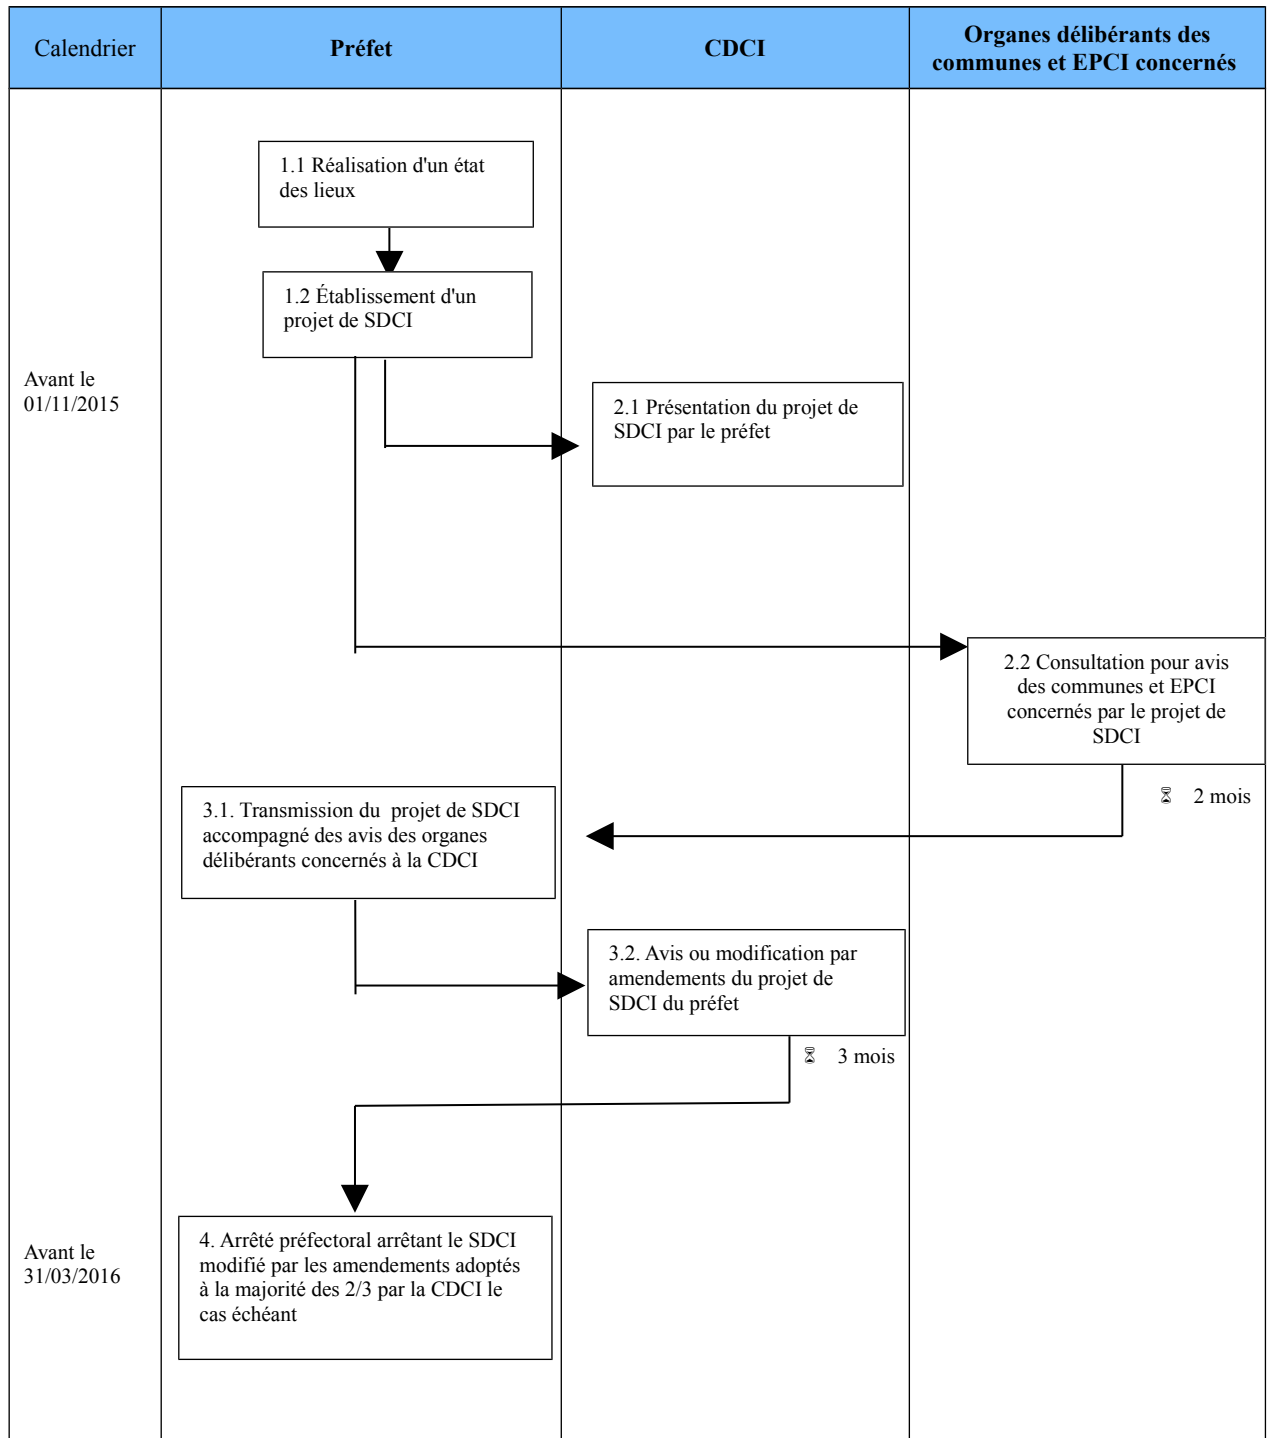 Calendrier
Préfet
CDCI
Organes délibérants des
communes et EPCI concernés
1.1 Réalisation d'un état
des lieux
1.2 Établissement d'un
projet de SDCI
Avant le
01/11/2015
2.1 Présentation du projet de
SDCI par le préfet
2.2 Consultation pour avis
des communes et EPCI
concernés par le projet de
SDCI
⌛ 2 mois
3.1. Transmission du  projet de SDCI
accompagné des avis des organes
délibérants concernés à la CDCI
3.2. Avis ou modification par
amendements du projet de
SDCI du préfet
⌛ 3 mois
Avant le
31/03/2016
4. Arrêté préfectoral arrêtant le SDCI
modifié par les amendements adoptés
à la majorité des 2/3 par la CDCI le
cas échéant